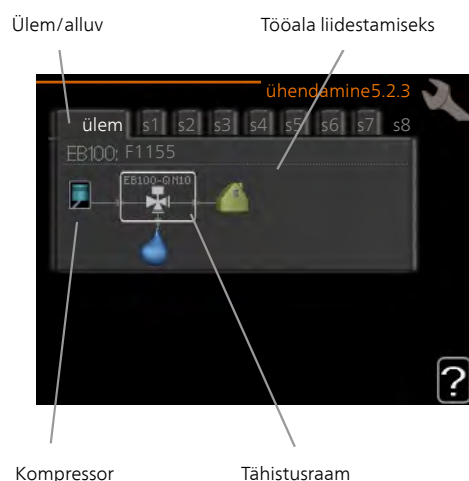 Ülem/alluv Tööala liidestamiseks
ühendamine5.2.3
ülem s1 s2 s3 s4 s5 s6 s7 s8
EB100: F1155
EB100-QN10
?
Kompressor Tähistusraam